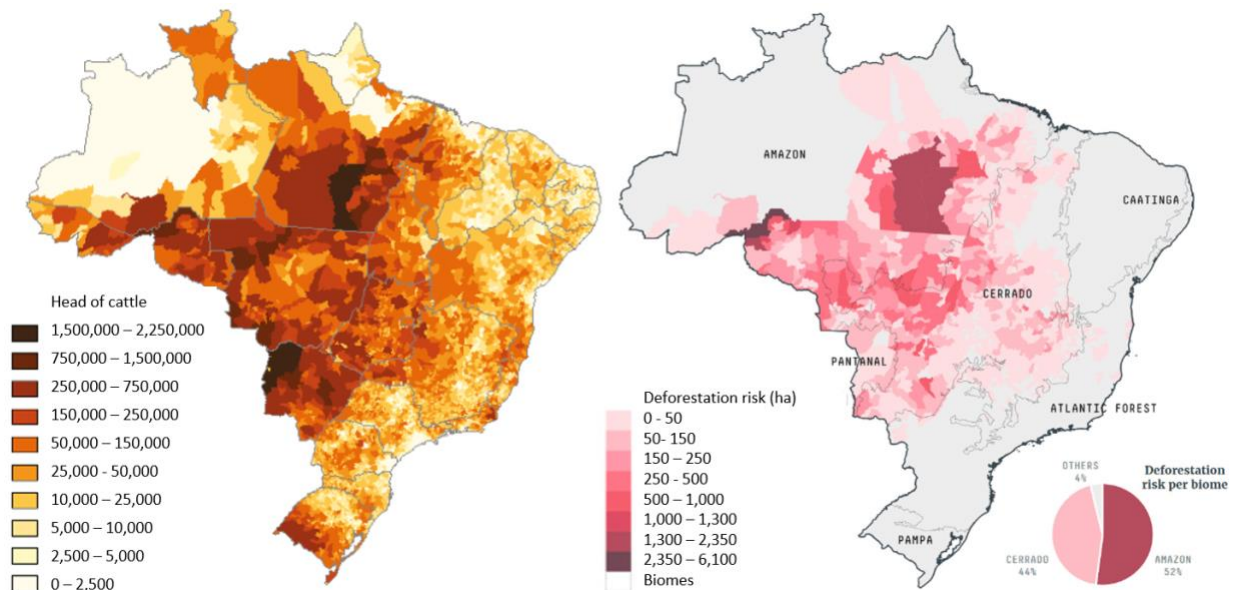 Head of cattle
1,500,000 – 2,250,000
750,000 – 1,500,000
250,000 – 750,000
150,000 – 250,000
50,000 – 150,000
25,000 - 50,000
10,000 – 25,000
5,000 – 10,000
2,500 – 5,000
0 – 2,500
AMAZON
CAATINGA
CERRADO
PANTANAL
ATLANTIC FOREST
PAMPA
Deforestation risk (ha)
0 - 50
50- 150
150 – 250
250 - 500
500 – 1,000
1,000 – 1,300
1,300 – 2,350
2,350 – 6,100
Biomes
Deforestation
risk per biome
OTHERS
4%
CERRADO
44%
AMAZON
52%